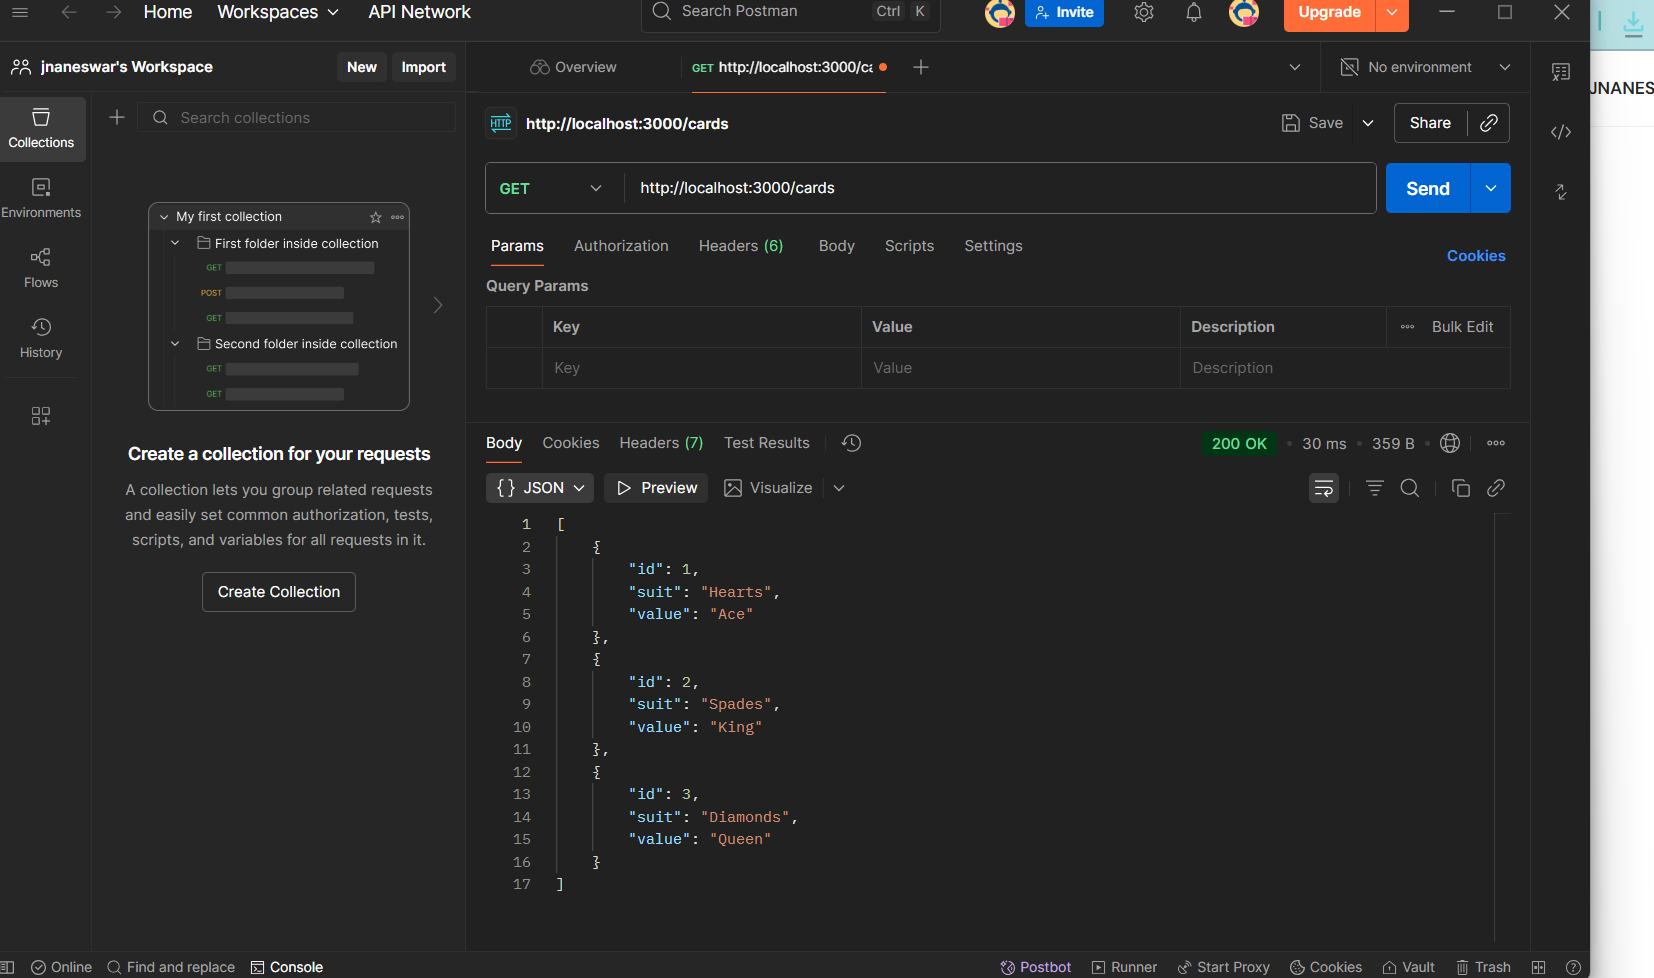 Home Workspaces API Network Search Postman Ctrl K Invite Upgrade
jnaneswar's Workspace New Import Overview GET http://localhost:3000/ca No environment
JNANES
Collections
Search collections
HTTP http://localhost:3000/cards Save Share
Environments
Flows
History
GET http://localhost:3000/cards Send
My first collection
First folder inside collection
GET
POST
GET
Second folder inside collection
GET
GET
Create a collection for your requests
A collection lets you group related requests
and easily set common authorization, tests,
scripts, and variables for all requests in it.
Create Collection
Params Authorization Headers (6) Body Scripts Settings Cookies
Query Params
Key Value Description Bulk Edit
Key Value Description
Body Cookies Headers (7) Test Results 200 OK 30 ms 359 B
{} JSON Preview Visualize
1 [
2 {
3 "id": 1,
4 "suit": "Hearts",
5 "value": "Ace"
6 },
7 {
8 "id": 2,
9 "suit": "Spades",
10 "value": "King"
11 },
12 {
13 "id": 3,
14 "suit": "Diamonds",
15 "value": "Queen"
16 }
17 ]
Online Find and replace Console Postbot Runner Start Proxy Cookies Vault Trash